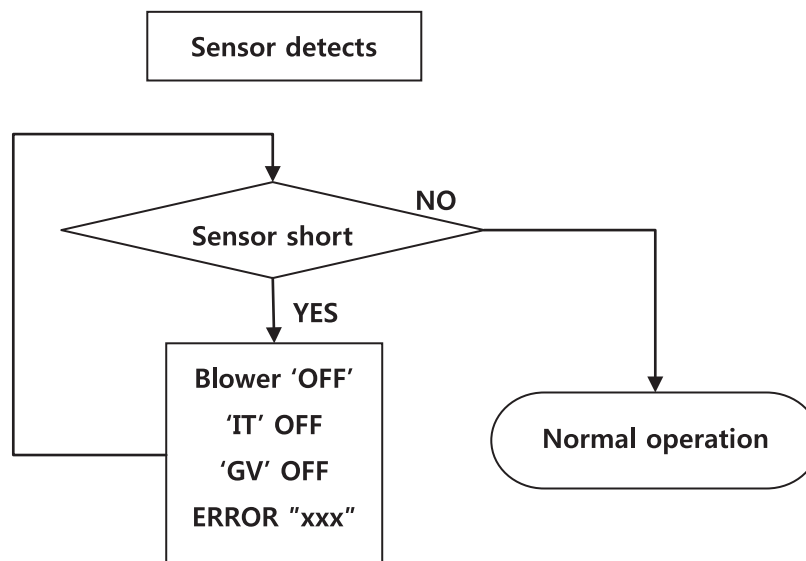 Sensor detects
NO
Sensor short
YES
Blower ‘OFF’
‘IT’ OFF
‘GV’ OFF
ERROR ”xxx”
Normal operation